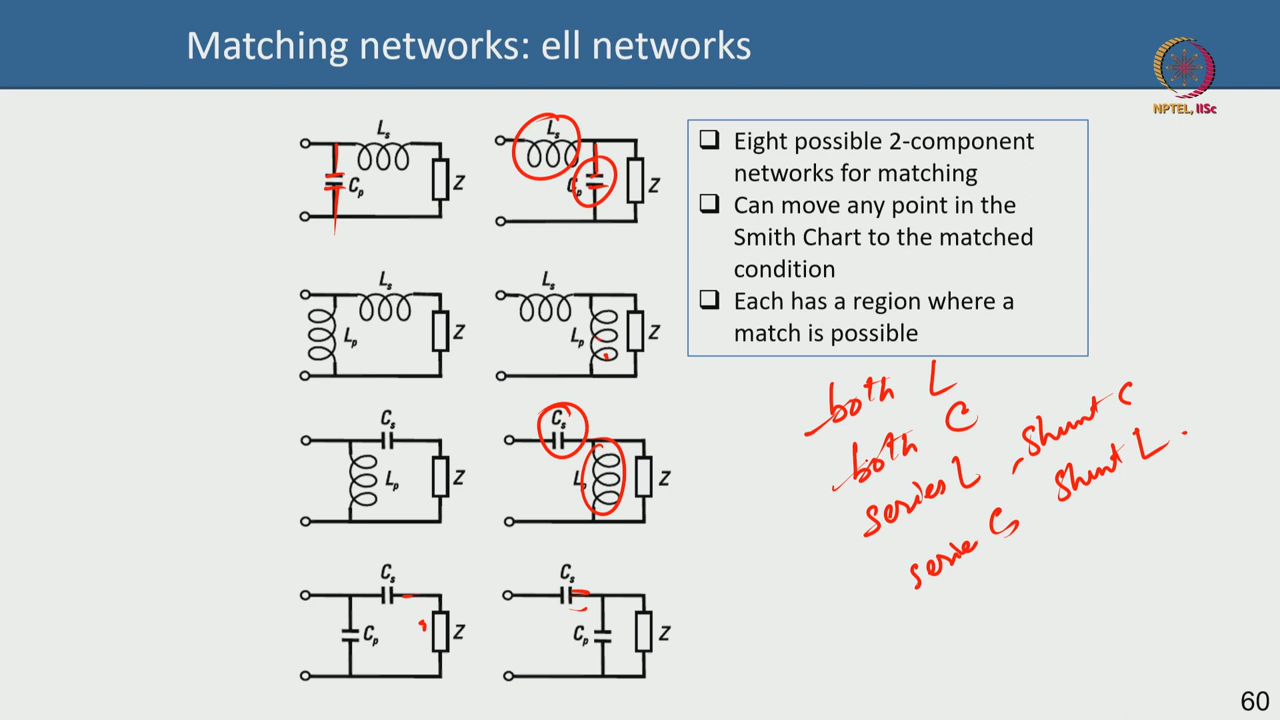 Matching networks: ell networks
NPTEL, IISc
Ls
Cp
Z
Ls
Cp
Z
Ls
Lp
Z
Ls
Lp
Z
Cs
Lp
Z
Cs
Lp
Z
Cs
Cp
Z
Cs
Cp
Z
❑ Eight possible 2-component
networks for matching
❑ Can move any point in the
Smith Chart to the matched
condition
❑ Each has a region where a
match is possible
both L
both C
series L, shunt C
serie C shunt L.
60